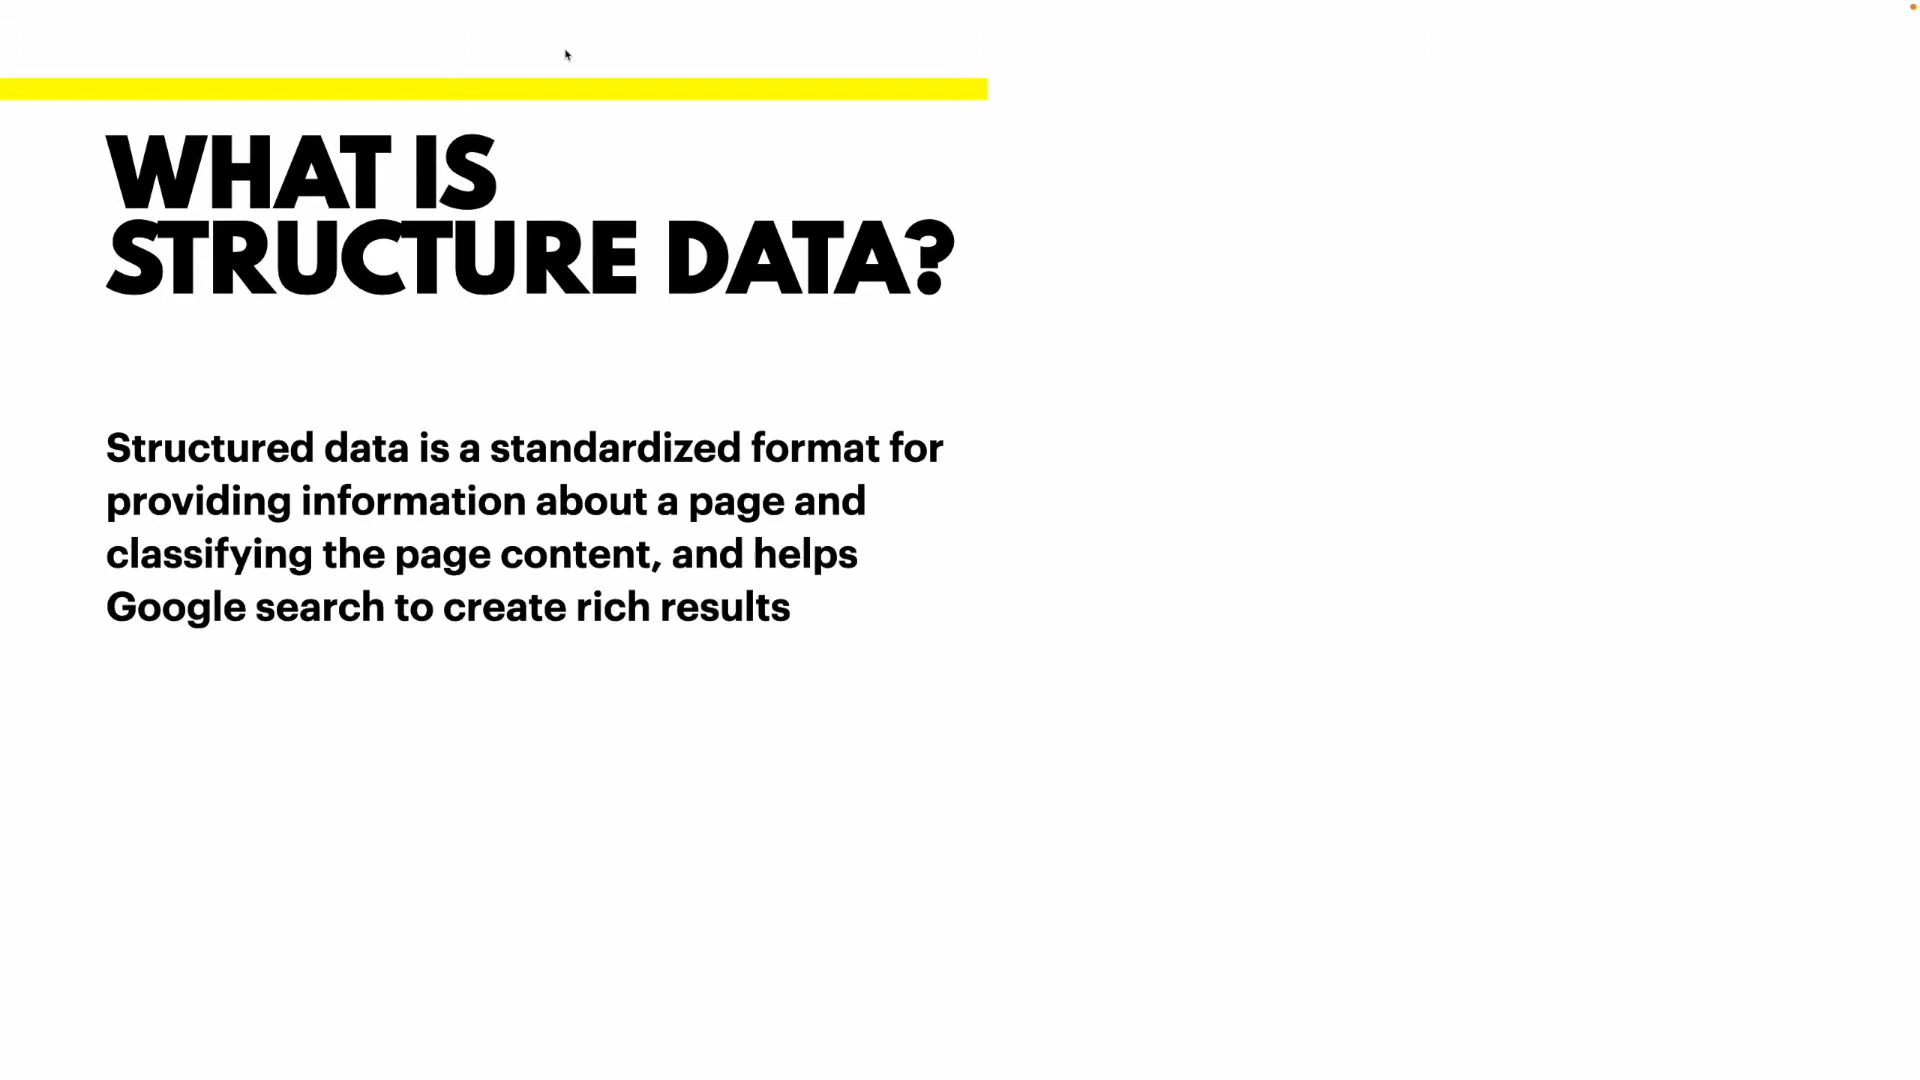 WHAT IS
STRUCTURE DATA?
Structured data is a standardized format for
providing information about a page and
classifying the page content, and helps
Google search to create rich results